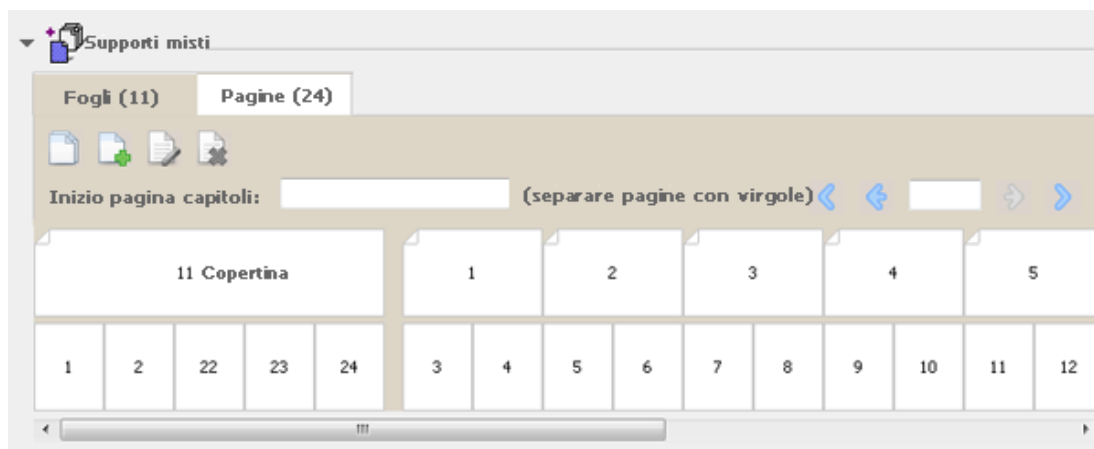 Supporti misti
Fogli (11) Pagine (24)
Inizio pagina capitoli: (separare pagine con virgole)
11 Copertina 1 2 3 4 5
1 2 22 23 24 3 4 5 6 7 8 9 10 11 12